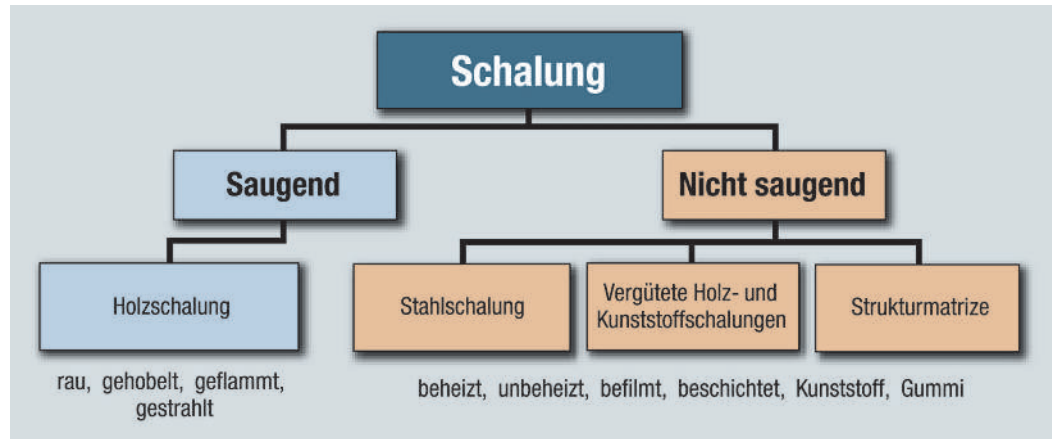 Schalung
Saugend
Nicht saugend
Holzschalung
Stahlschalung
Vergütete Holz- und
Kunststoffschalungen
Strukturmatrize
rau, gehobelt, geflammt,
gestrahlt
beheizt, unbeheizt, befilmt, beschichtet, Kunststoff, Gummi